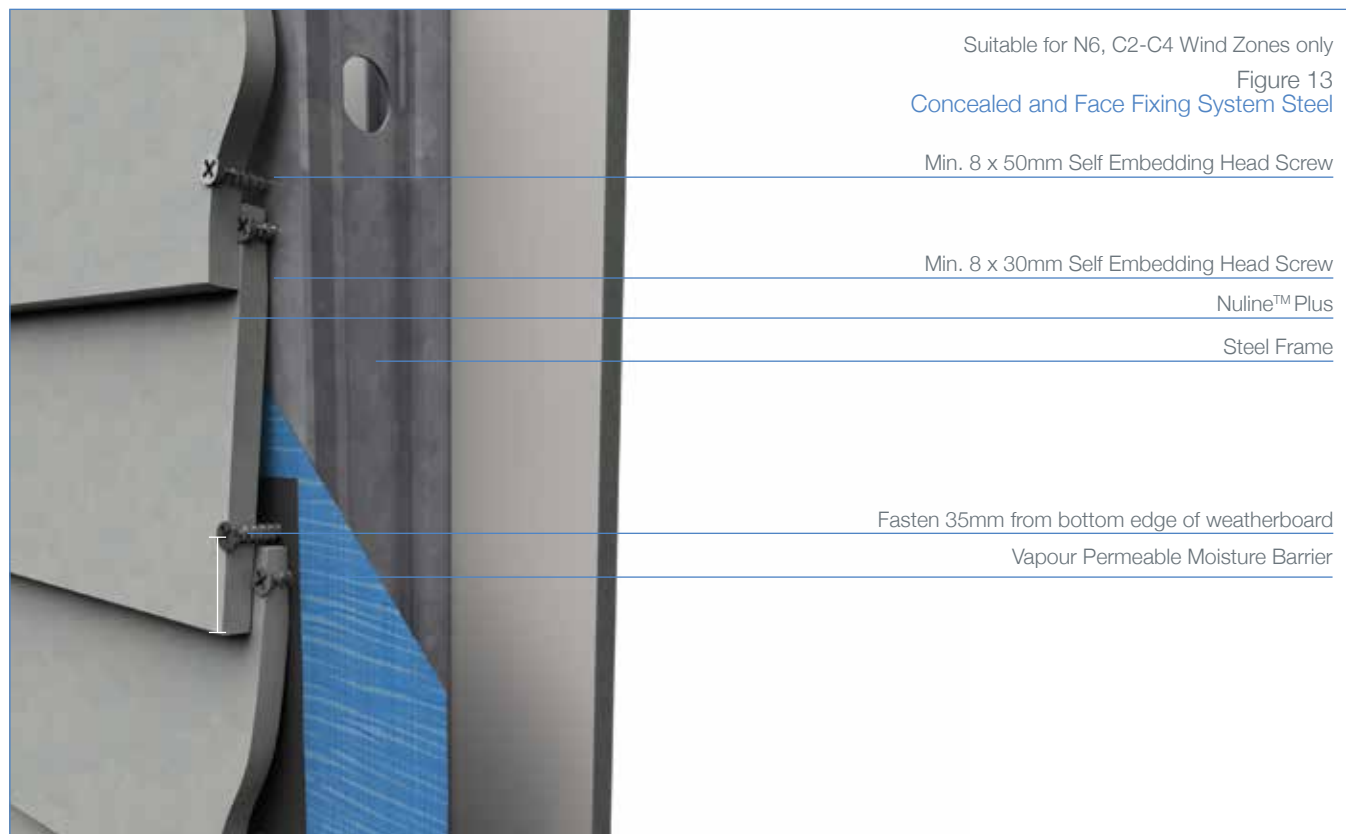 Suitable for N6, C2-C4 Wind Zones only
Figure 13
Concealed and Face Fixing System Steel
Min. 8 x 50mm Self Embedding Head Screw
Min. 8 x 30mm Self Embedding Head Screw
Nuline™ Plus
Steel Frame
Fasten 35mm from bottom edge of weatherboard
Vapour Permeable Moisture Barrier